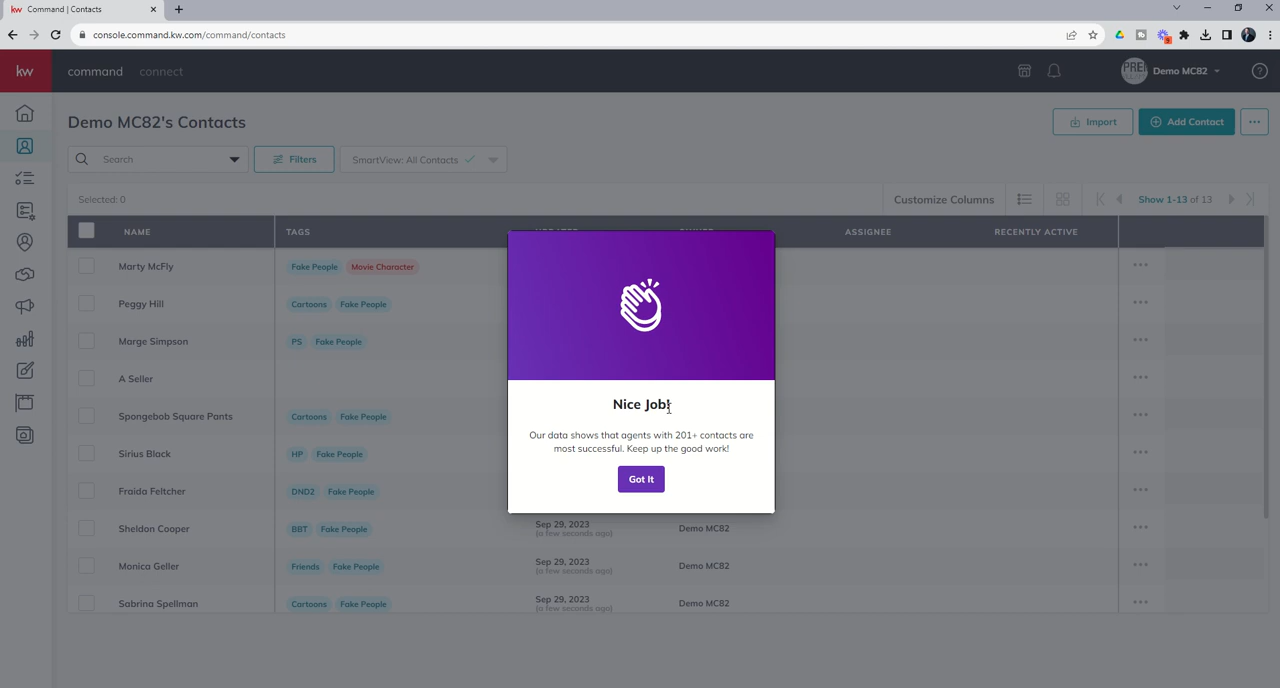 kw Command | Contacts
console.command.kw.com/command/contacts
kw command connect
Demo MC82
Demo MC82's Contacts
Import
Add Contact
Search
Filters
SmartView: All Contacts
Selected: 0
Customize Columns
Show 1-13 of 13
NAME TAGS ASSIGNEE RECENTLY ACTIVE
Marty McFly Fake People Movie Character
Peggy Hill Cartoons Fake People
Marge Simpson PS Fake People
A Seller
Spongebob Square Pants Cartoons Fake People
Sirius Black HP Fake People
Fraida Feltcher DND2 Fake People
Sheldon Cooper BBT Fake People Sep 29, 2023 Demo MC82
(a few seconds ago)
Monica Geller Friends Fake People Sep 29, 2023 Demo MC82
(a few seconds ago)
Sabrina Spellman Cartoons Fake People Sep 29, 2023 Demo MC82
(a few seconds ago)
Nice Job!
Our data shows that agents with 201+ contacts are
most successful. Keep up the good work!
Got It